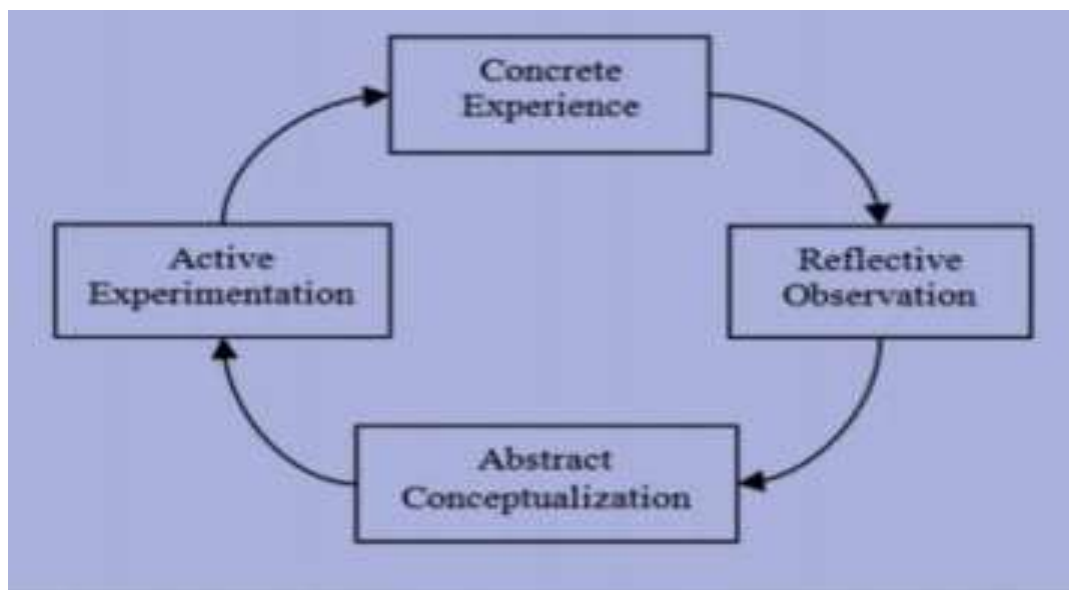 Concrete
Experience
Reflective
Observation
Abstract
Conceptualization
Active
Experimentation